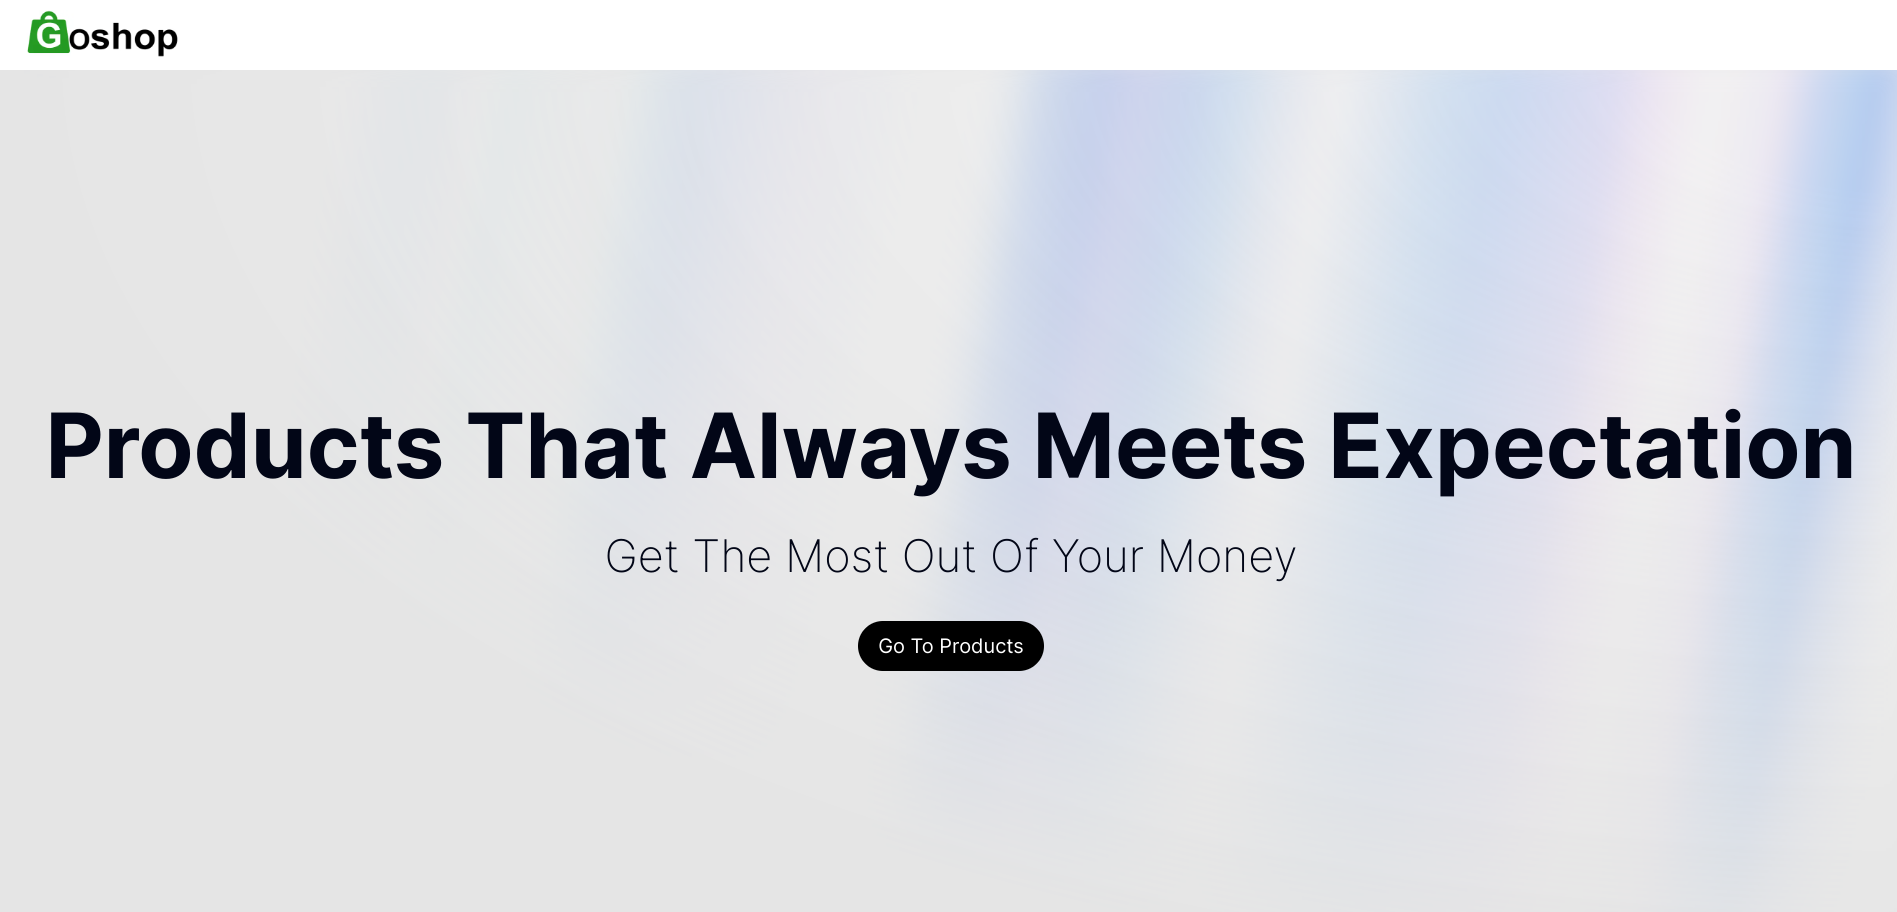 Goshop
Products That Always Meets Expectation
Get The Most Out Of Your Money
Go To Products